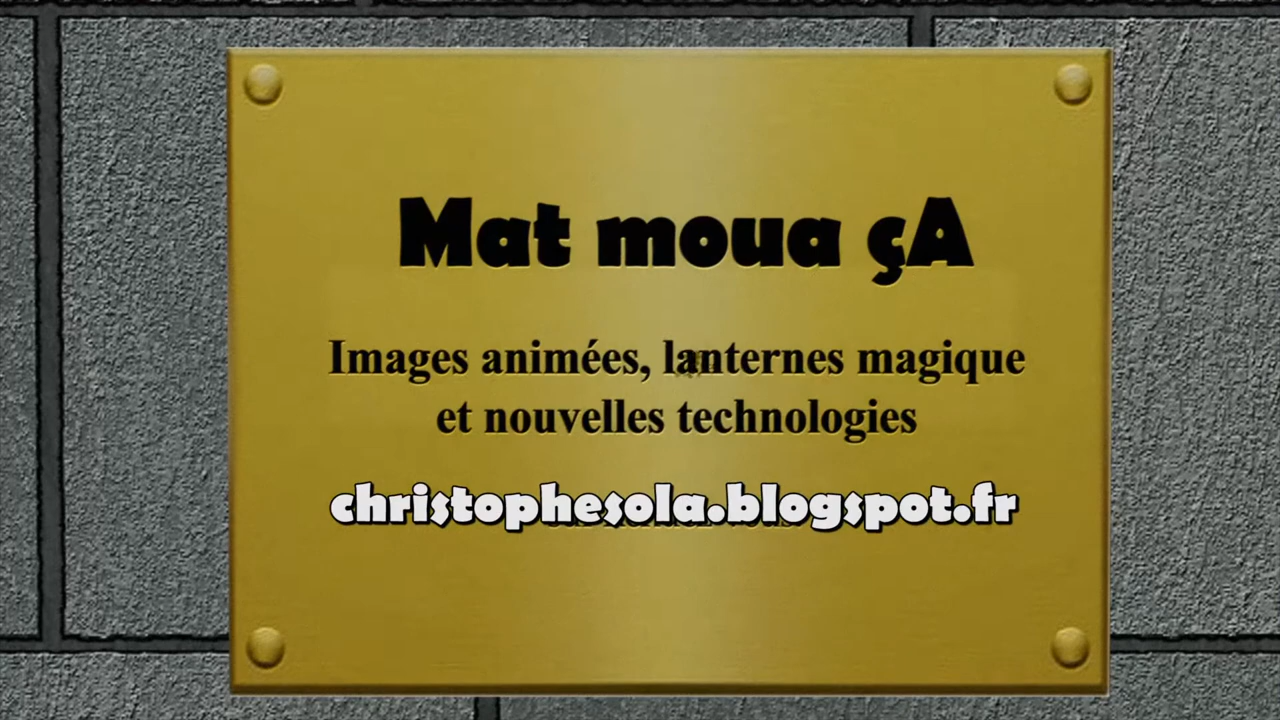 Mat moua çA
Images animées, lanternes magique
et nouvelles technologies
christophesola.blogspot.fr